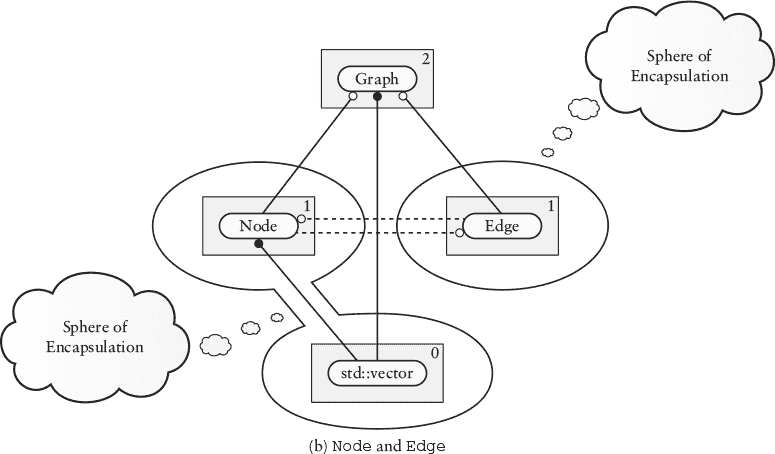 Sphere of
Encapsulation
2
Graph
1
Node
1
Edge
Sphere of
Encapsulation
0
std::vector
(b) Node and Edge